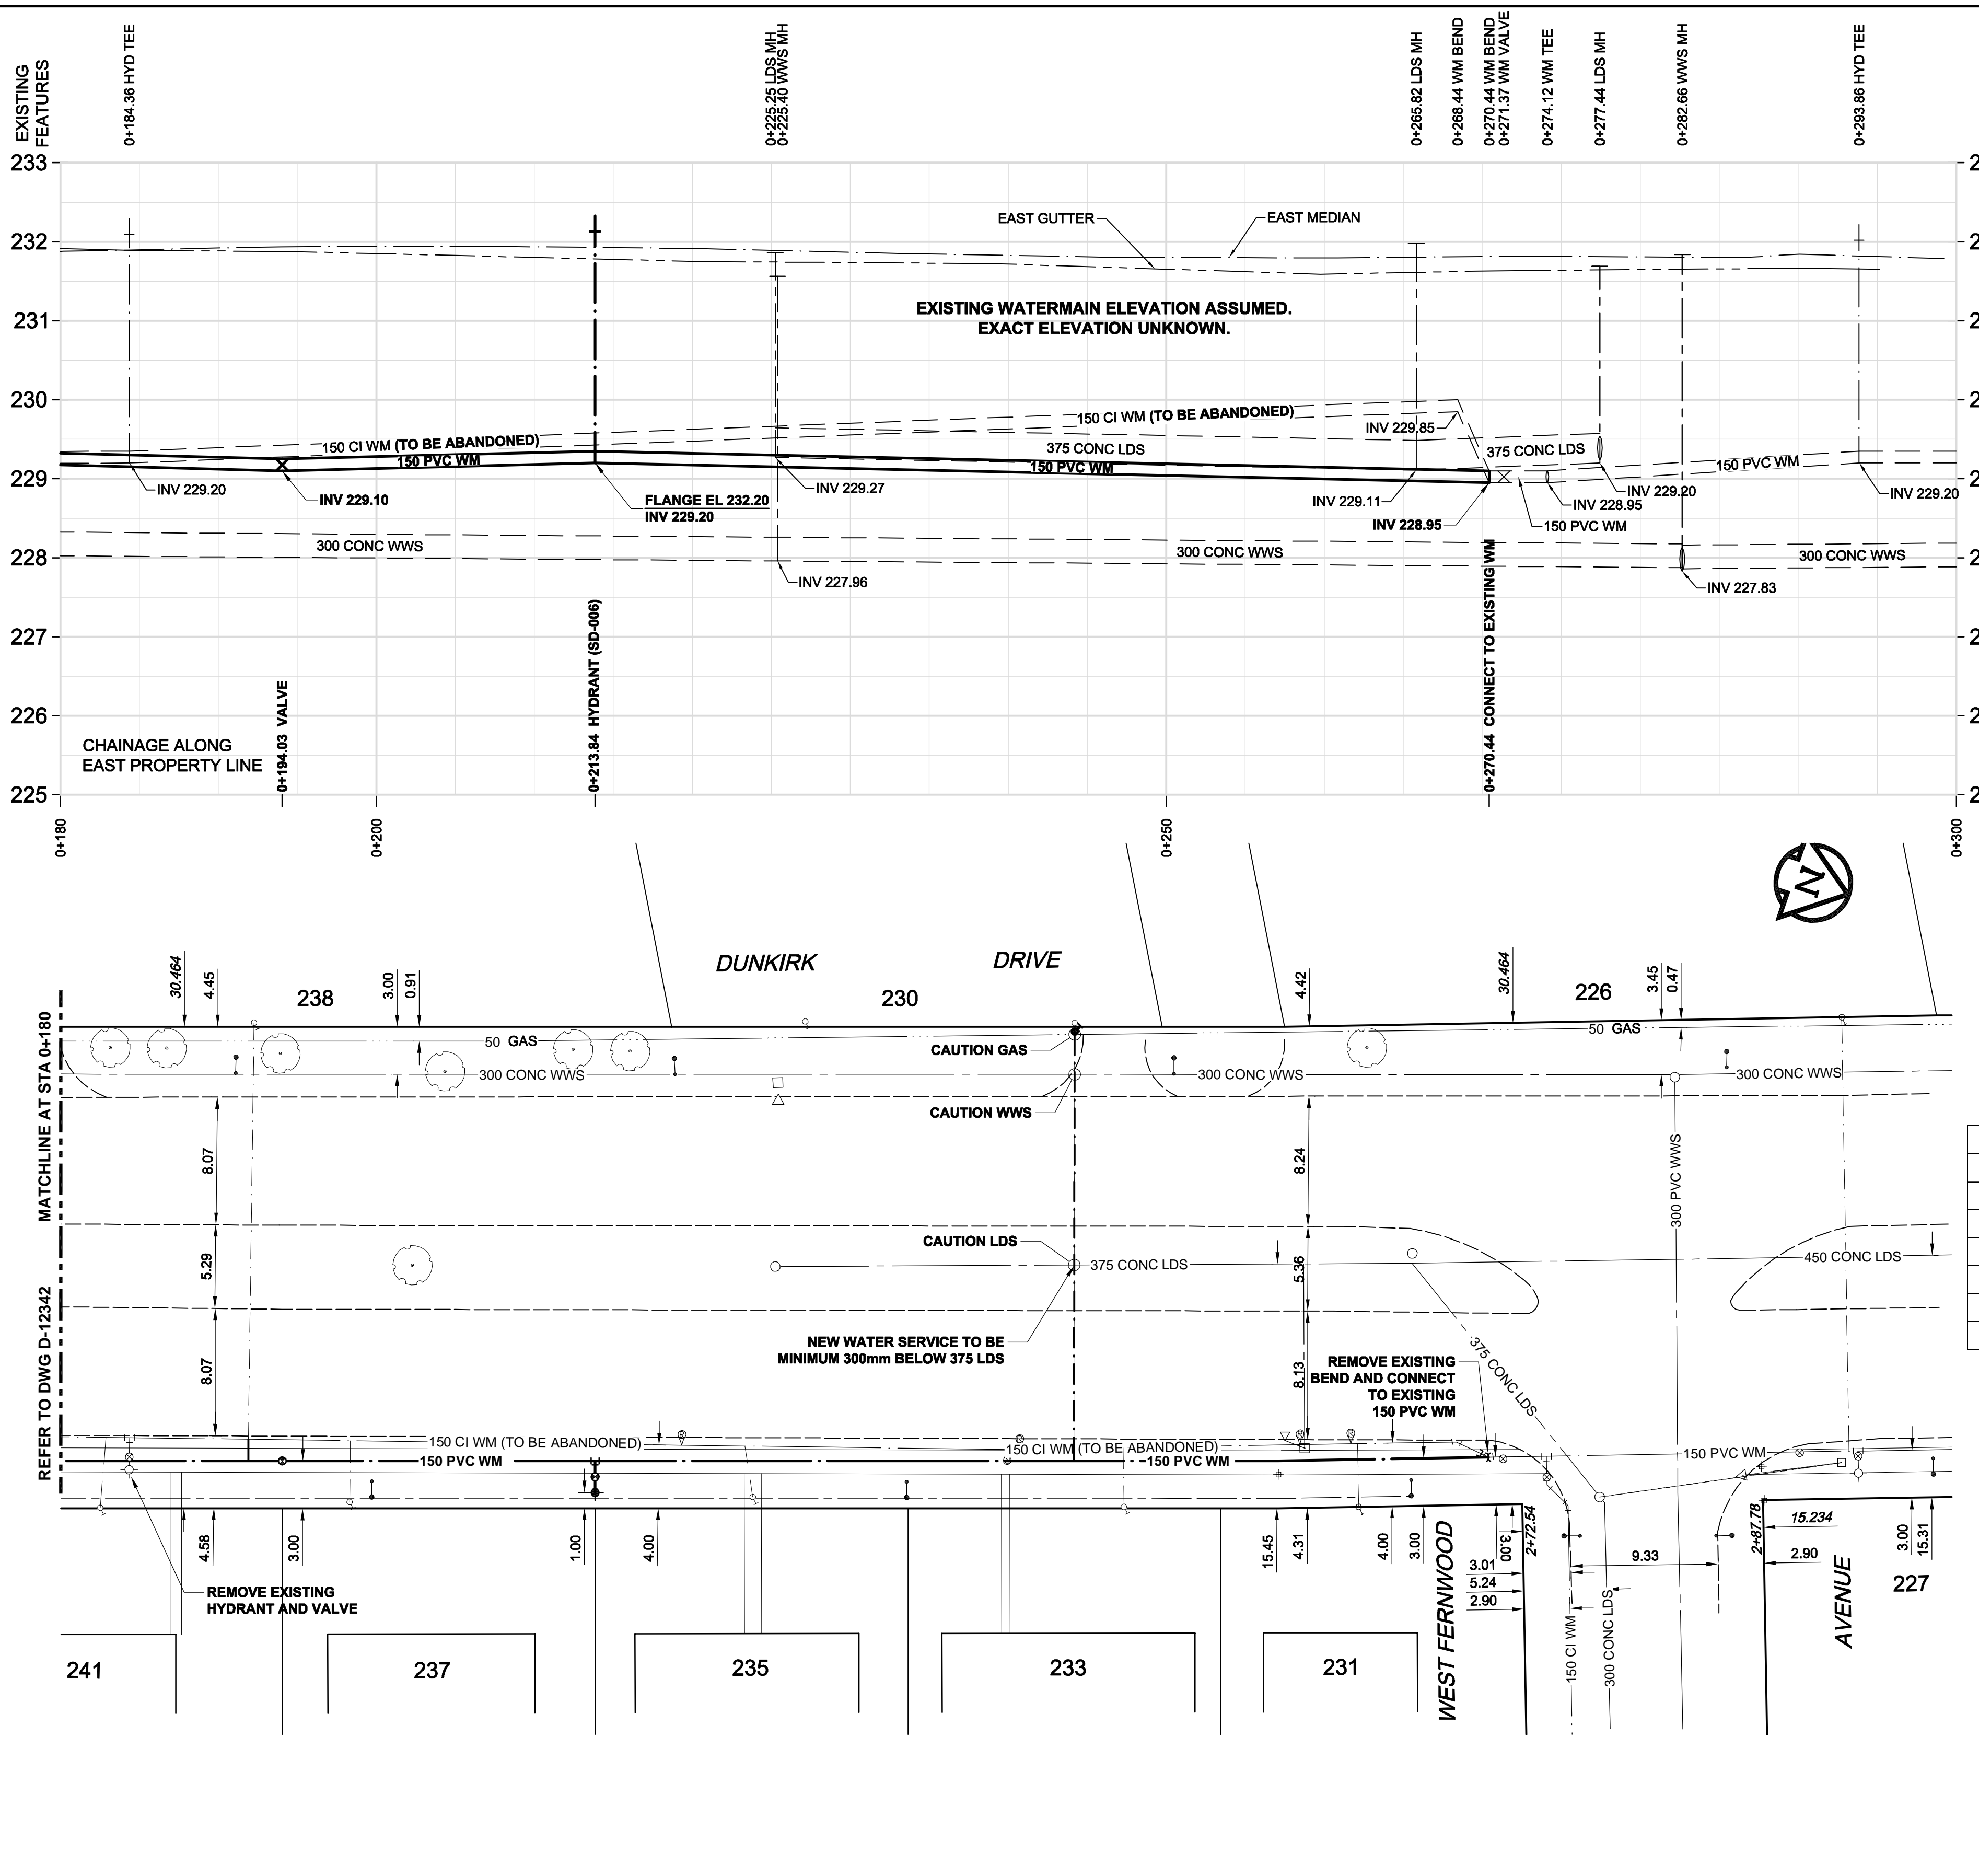 EXISTING
FEATURES
0+184.36 HYD TEE
0+225.25 LDS MH
0+225.40 WWS MH
0+265.82 LDS MH
0+268.44 WM BEND
0+270.44 WM BEND
0+271.37 WM VALVE
0+274.12 WM TEE
0+277.44 LDS MH
0+282.66 WWS MH
0+293.86 HYD TEE
233
232
231
230
229
228
227
226
225
2
2
2
2
2
2
2
2
2
EAST GUTTER
EAST MEDIAN
EXISTING WATERMAIN ELEVATION ASSUMED.
EXACT ELEVATION UNKNOWN.
150 CI WM (TO BE ABANDONED)
150 PVC WM
150 CI WM (TO BE ABANDONED)
INV 229.85
375 CONC LDS
375 CONC LDS
150 PVC WM
150 PVC WM
INV 229.20
INV 229.10
FLANGE EL 232.20
INV 229.20
INV 229.27
INV 229.11
INV 228.95
INV 228.95
INV 229.20
INV 229.20
150 PVC WM
300 CONC WWS
300 CONC WWS
300 CONC WWS
INV 227.96
INV 227.83
0+194.03 VALVE
0+213.84 HYDRANT (SD-006)
0+270.44 CONNECT TO EXISTING WM
CHAINAGE ALONG
EAST PROPERTY LINE
0+180
0+200
0+250
0+300
N
DUNKIRK DRIVE
30.464
4.45
238
3.00
0.91
230
4.42
30.464
226
3.45
0.47
MATCHLINE AT STA 0+180
REFER TO DWG D-12342
50 GAS
50 GAS
CAUTION GAS
300 CONC WWS
300 CONC WWS
300 CONC WWS
CAUTION WWS
8.07
8.24
300 PVC WWS
CAUTION LDS
5.29
375 CONC LDS
5.36
450 CONC LDS
8.07
NEW WATER SERVICE TO BE
MINIMUM 300mm BELOW 375 LDS
8.13
REMOVE EXISTING
BEND AND CONNECT
TO EXISTING
150 PVC WM
375 CONC LDS
150 CI WM (TO BE ABANDONED)
150 CI WM (TO BE ABANDONED)
150 PVC WM
150 PVC WM
150 PVC WM
4.58
3.00
1.00
4.00
15.45
4.31
4.00
3.00
3.00
2+72.54
2+87.78
15.234
3.00
15.31
3.01
5.24
2.90
9.33
2.90
REMOVE EXISTING
HYDRANT AND VALVE
WEST FERNWOOD
AVENUE
150 CI WM
300 CONC LDS
227
241
237
235
233
231